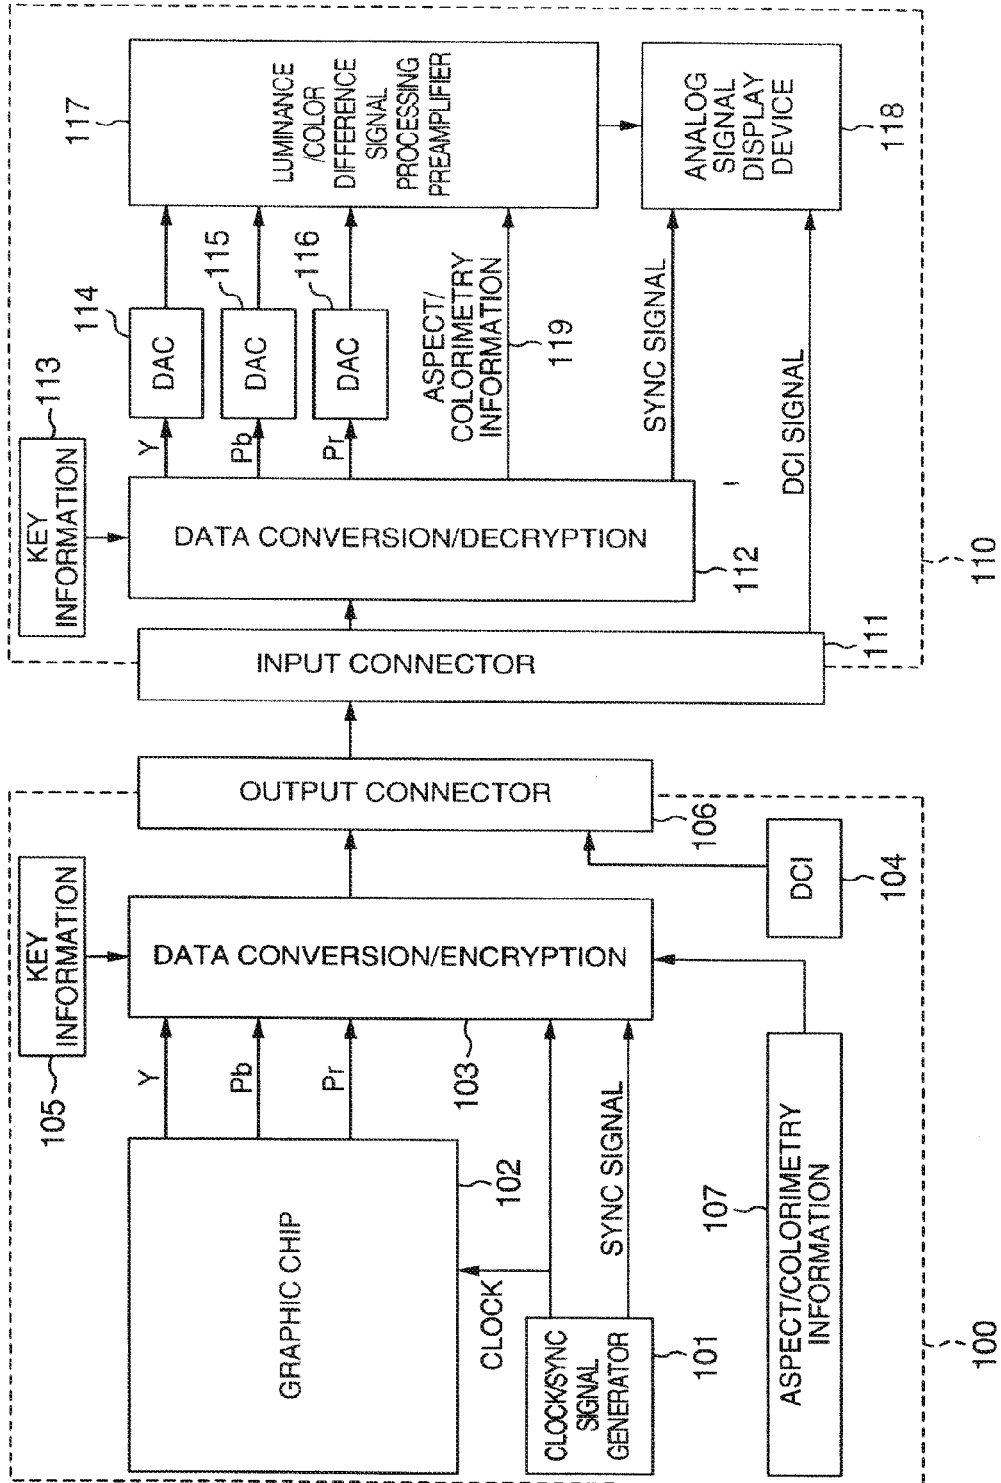 KEY
INFORMATION
105
Y
Pb
Pr
GRAPHIC CHIP
102
103
DATA CONVERSION/ENCRYPTION
CLOCK
SYNC SIGNAL
CLOCK/SYNC
SIGNAL
GENERATOR
101
107
ASPECT/COLORIMETRY
INFORMATION
100
DCI
104
OUTPUT CONNECTOR
106
INPUT CONNECTOR
111
KEY
INFORMATION
113
DATA CONVERSION/DECRYPTION
112
Y
Pb
Pr
DAC
114
DAC
115
DAC
116
ASPECT/
COLORIMETRY
INFORMATION
119
SYNC SIGNAL
DCI SIGNAL
117
LUMINANCE
/COLOR
DIFFERENCE
SIGNAL
PROCESSING
PREAMPLIFIER
ANALOG
SIGNAL
DISPLAY
DEVICE
118
110